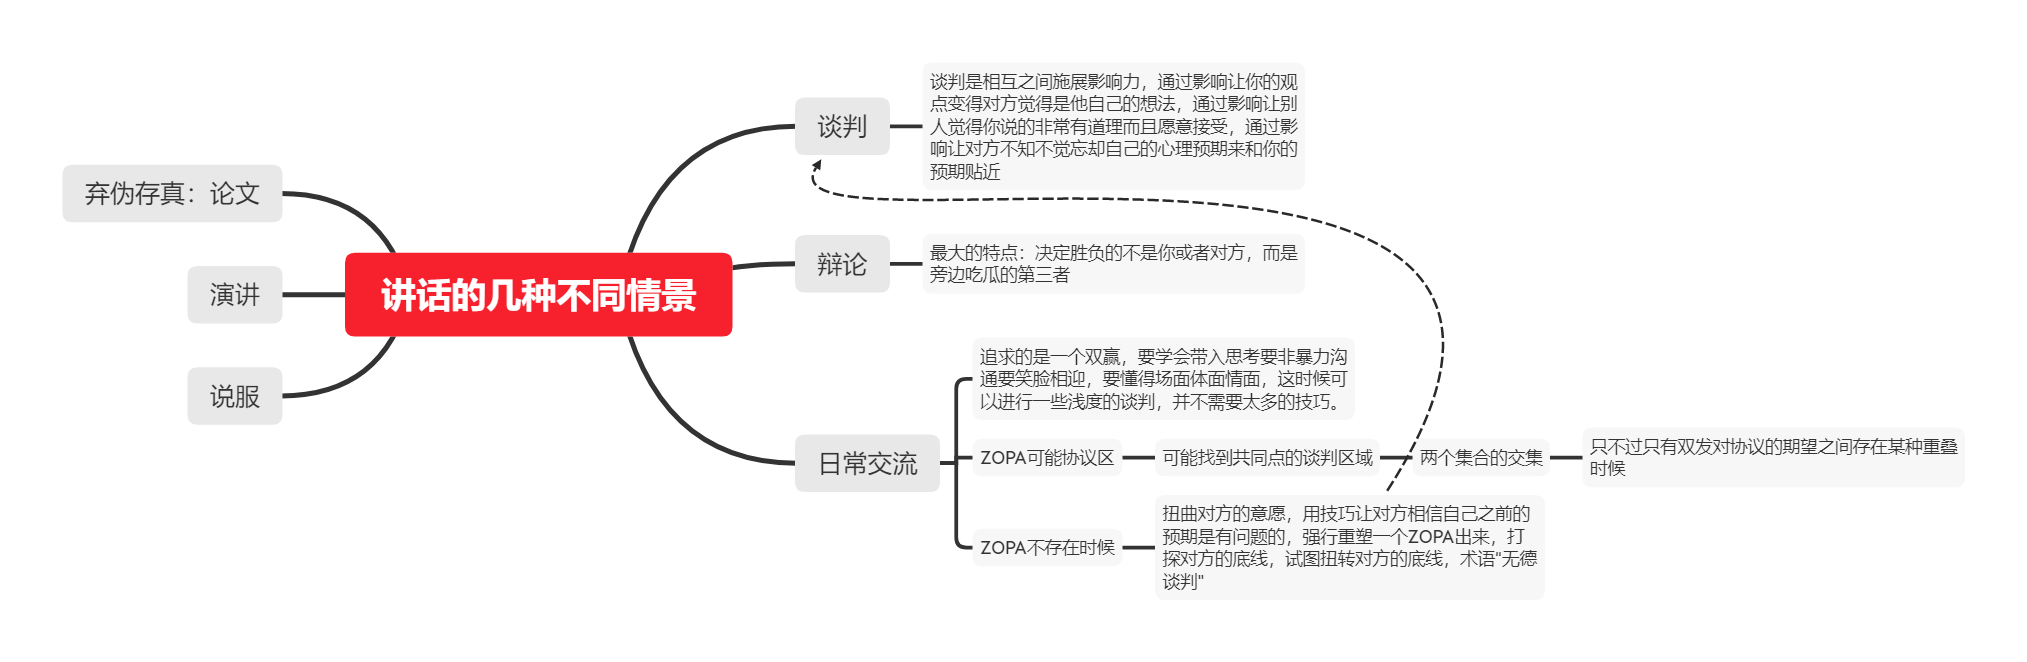 讲话的几种不同情景
谈判
谈判是相互之间施展影响力，通过影响让你的观
点变得对方觉得是他自己的想法，通过影响让别
人觉得你说的非常有道理而且愿意接受，通过影
响让对方不知不觉忘却自己的心理预期来和你的
预期贴近
辩论
最大的特点：决定胜负的不是你或者对方，而是
旁边吃瓜的第三者
日常交流
追求的是一个双赢，要学会带入思考要非暴力沟
通要笑脸相迎，要懂得场面体面情面，这时候可
以进行一些浅度的谈判，并不需要太多的技巧。
ZOPA可能协议区
可能找到共同点的谈判区域
两个集合的交集
只不过只有双发对协议的期望之间存在某种重叠
时候
ZOPA不存在时候
扭曲对方的意愿，用技巧让对方相信自己之前的
预期是有问题的，强行重塑一个ZOPA出来，打
探对方的底线，试图扭转对方的底线，术语"无德
谈判"
弃伪存真：论文
演讲
说服